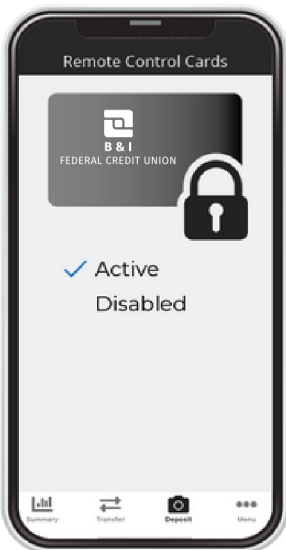 Remote Control Cards
B & I
FEDERAL CREDIT UNION
Active
Disabled
Summary Transfer Deposit Menu